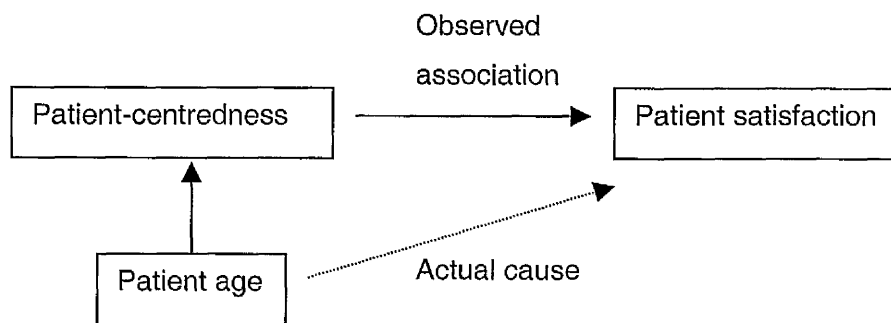 Observed
association
Patient-centredness
Patient satisfaction
Patient age
Actual cause